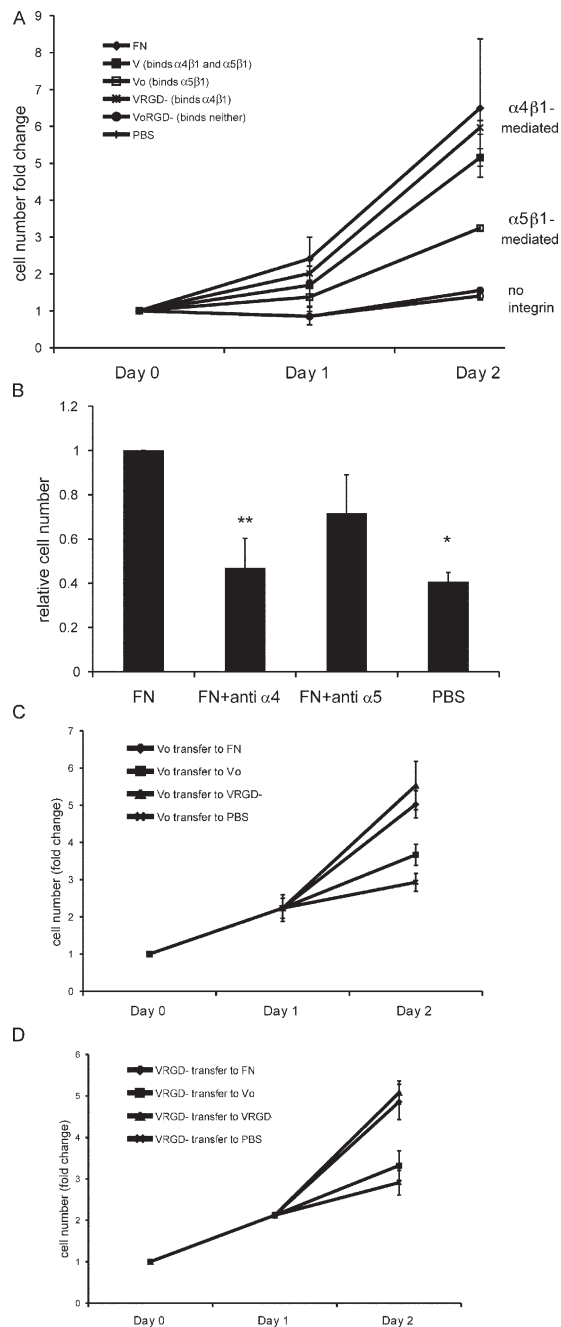 A
cell number fold change
9
8
7
6
5
4
3
2
1
0
FN
V (binds α4β1 and α5β1)
Vo (binds α5β1)
VRGD- (binds α4β1)
VoRGD- (binds neither)
PBS
α4β1-
mediated
α5β1-
mediated
no
integrin
Day 0
Day 1
Day 2
B
relative cell number
1.2
1
0.8
0.6
0.4
0.2
0
**
*
FN
FN+anti α4
FN+anti α5
PBS
C
cell number (fold change)
7
6
5
4
3
2
1
0
Vo transfer to FN
Vo transfer to Vo
Vo transfer to VRGD-
Vo transfer to PBS
Day 0
Day 1
Day 2
D
cell number (fold change)
6
5
4
3
2
1
0
VRGD- transfer to FN
VRGD- transfer to Vo
VRGD- transfer to VRGD-
VRGD- transfer to PBS
Day 0
Day 1
Day 2